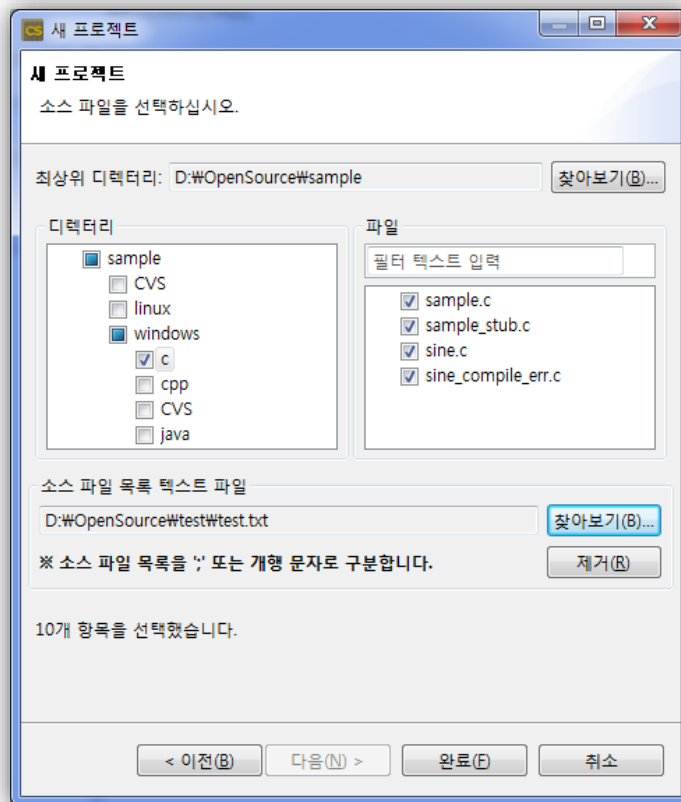 CS 새 프로젝트
새 프로젝트
소스 파일을 선택하십시오.
최상위 디렉터리: D:₩OpenSource₩sample 찾아보기(B)...
디렉터리
sample
CVS
linux
windows
c
cpp
CVS
java
파일
필터 텍스트 입력
sample.c
sample_stub.c
sine.c
sine_compile_err.c
소스 파일 목록 텍스트 파일
D:₩OpenSource₩test₩test.txt 찾아보기(B)...
※ 소스 파일 목록을 ';' 또는 개행 문자로 구분합니다. 제거(R)
10개 항목을 선택했습니다.
< 이전(B) 다음(N) > 완료(F) 취소